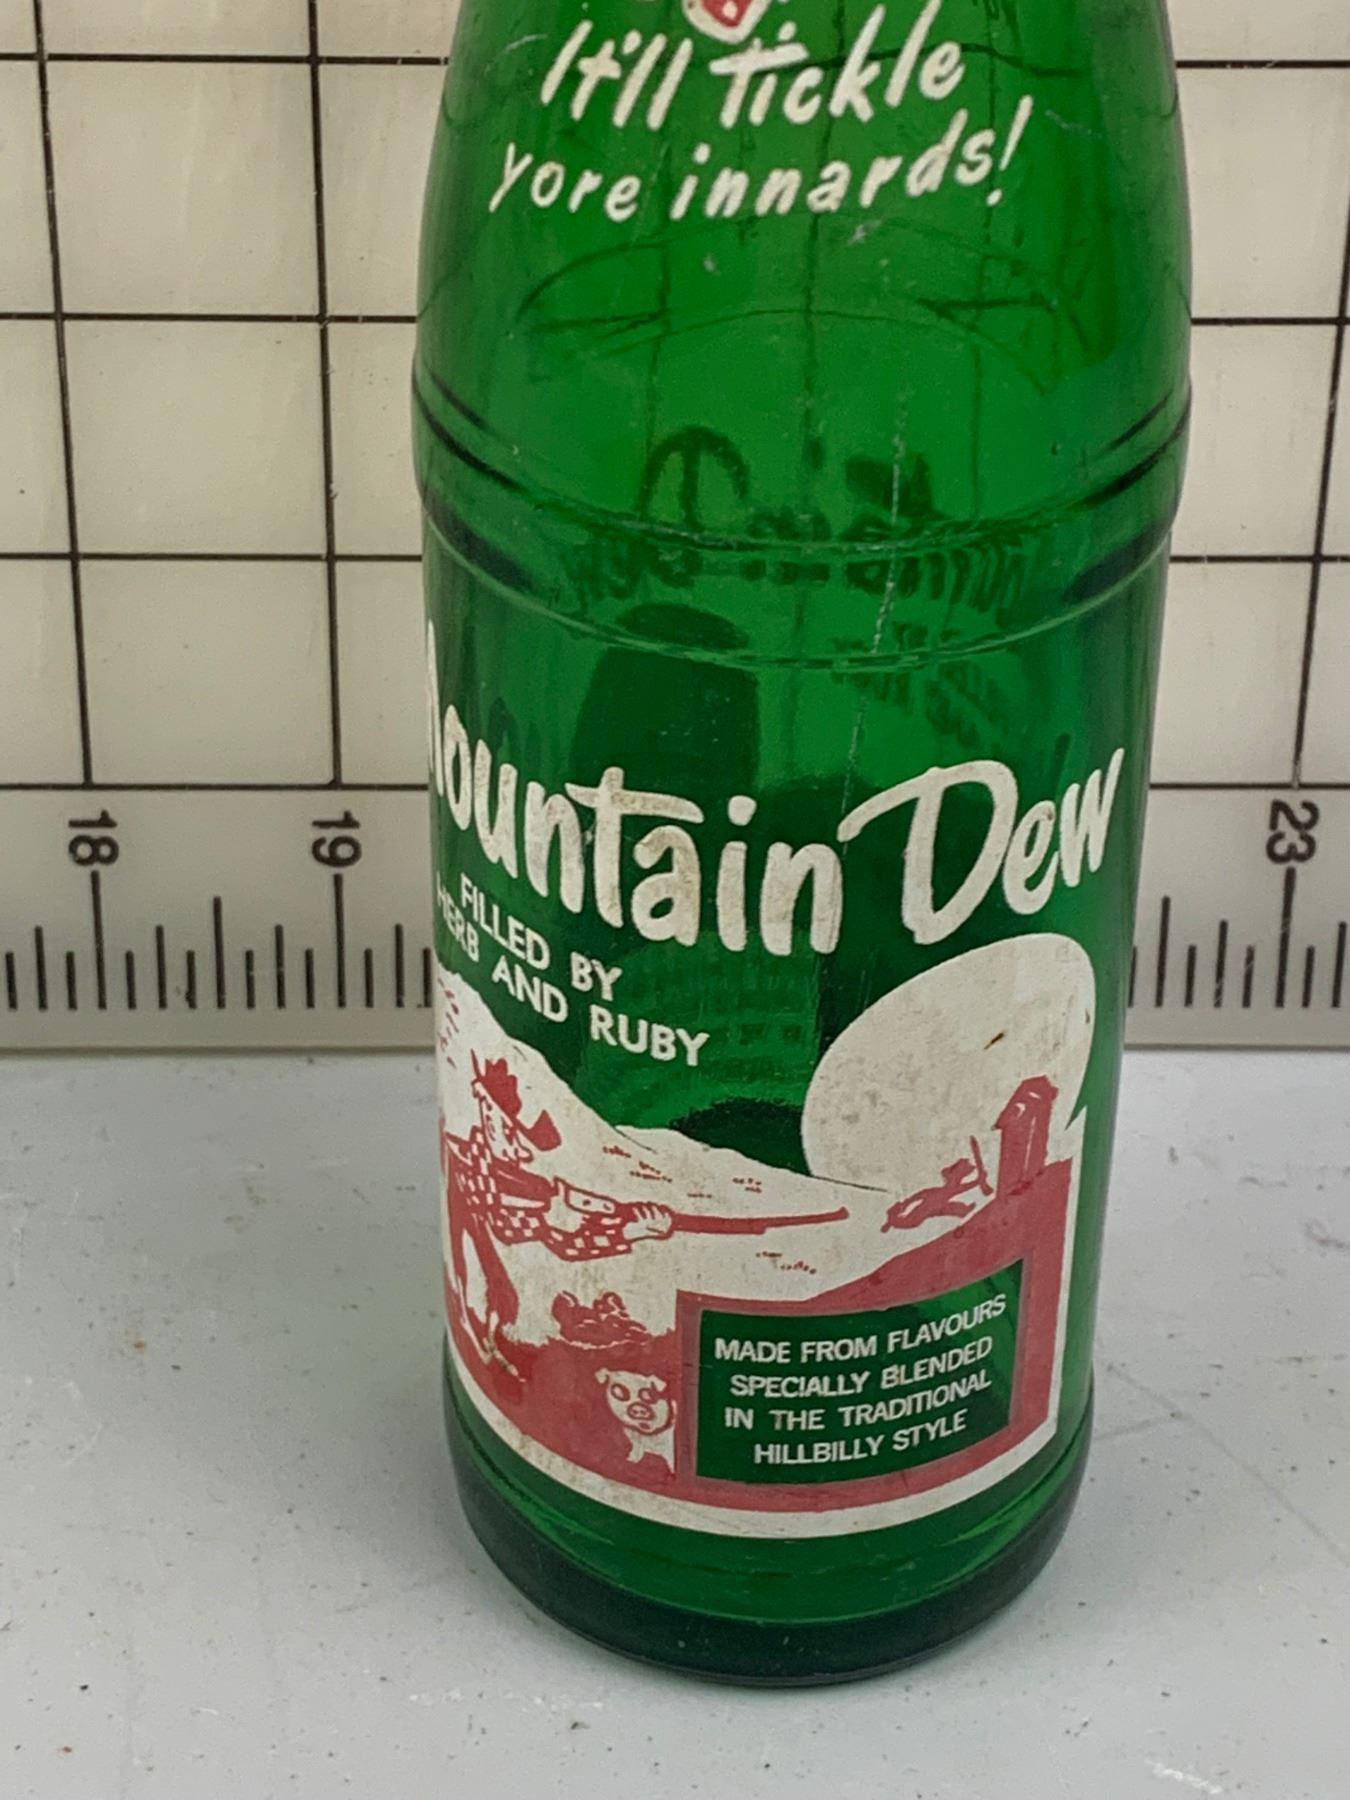 It'll Tickle
yore innards!
Mountain Dew
FILLED BY
HERB AND RUBY
MADE FROM FLAVOURS
SPECIALLY BLENDED
IN THE TRADITIONAL
HILLBILLY STYLE
18
19
23